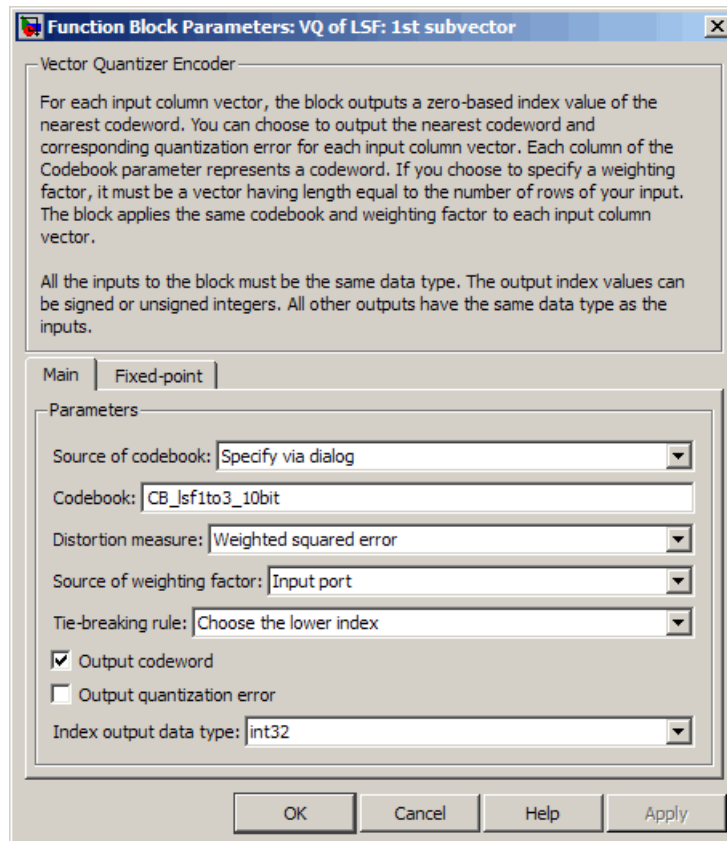 Function Block Parameters: VQ of LSF: 1st subvector
Vector Quantizer Encoder
For each input column vector, the block outputs a zero-based index value of the
nearest codeword. You can choose to output the nearest codeword and
corresponding quantization error for each input column vector. Each column of the
Codebook parameter represents a codeword. If you choose to specify a weighting
factor, it must be a vector having length equal to the number of rows of your input.
The block applies the same codebook and weighting factor to each input column
vector.
All the inputs to the block must be the same data type. The output index values can
be signed or unsigned integers. All other outputs have the same data type as the
inputs.
Main Fixed-point
Parameters
Source of codebook: Specify via dialog
Codebook: CB_lsf1to3_10bit
Distortion measure: Weighted squared error
Source of weighting factor: Input port
Tie-breaking rule: Choose the lower index
Output codeword
Output quantization error
Index output data type: int32
OK Cancel Help Apply